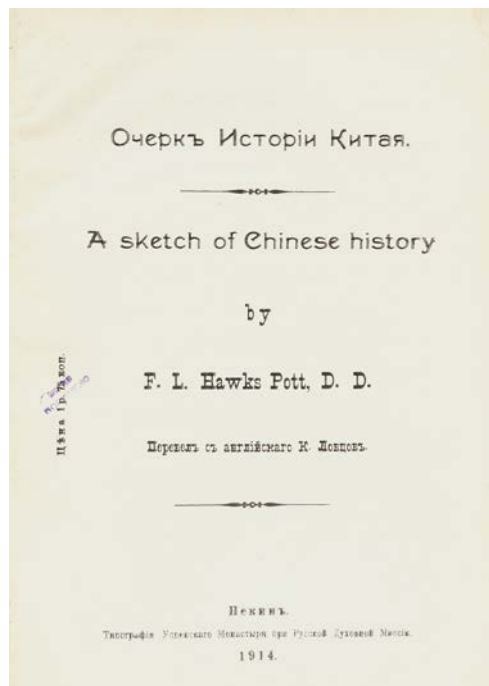 Очеркъ Исторіи Китая.
A sketch of Chinese history
by
F. L. Hawks Pott, D. D.
Перевелъ съ англійскаго К. Ловцовъ.
Цѣна 1 р. коп.
Пекинъ.
Типографія Успенскаго Монастыря при Русской Духовной Миссіи.
1914.